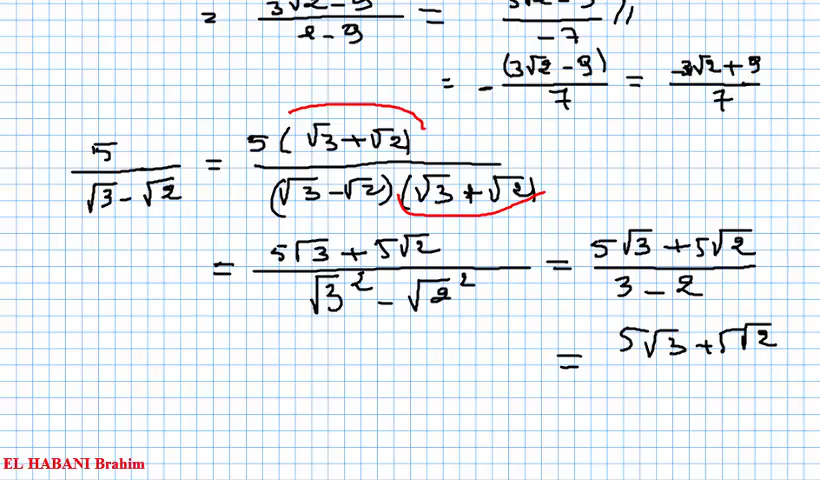 = (3√2 - 9)/(2 - 9) = (3√2 - 9)/(-7) //
= - (3√2 - 9)/7 = (-3√2 + 9)/7
5/(√3 - √2) = 5(√3 + √2)/((√3 - √2)(√3 + √2))
= (5√3 + 5√2)/(√3² - √2²) = (5√3 + 5√2)/(3 - 2)
= 5√3 + 5√2
EL HABANI Brahim